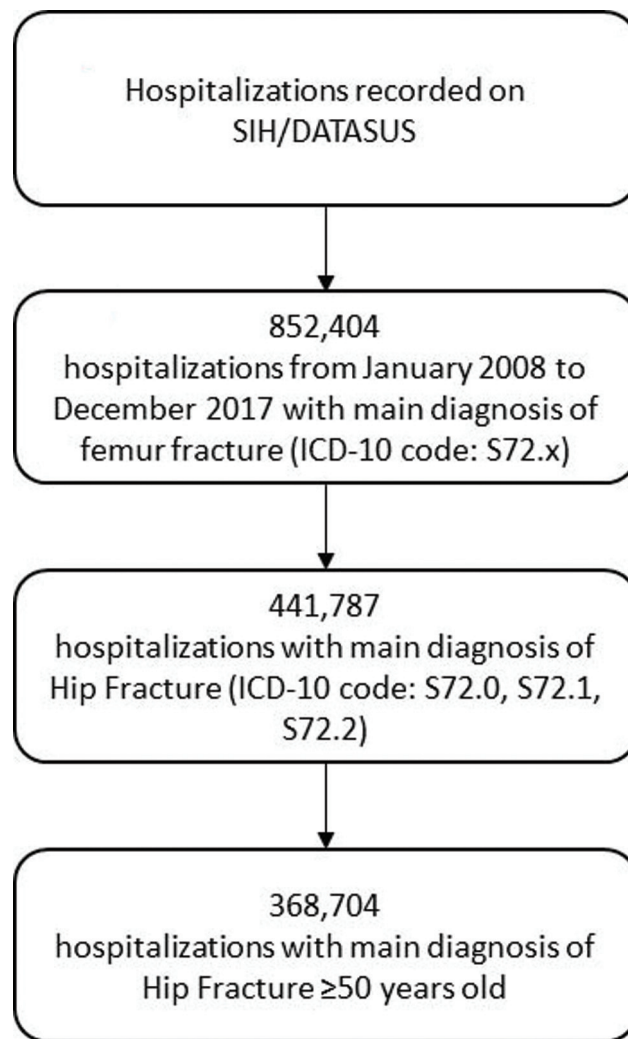 Hospitalizations recorded on
SIH/DATASUS
852,404
hospitalizations from January 2008 to
December 2017 with main diagnosis of
femur fracture (ICD-10 code: S72.x)
441,787
hospitalizations with main diagnosis of
Hip Fracture (ICD-10 code: S72.0, S72.1,
S72.2)
368,704
hospitalizations with main diagnosis of
Hip Fracture ≥50 years old